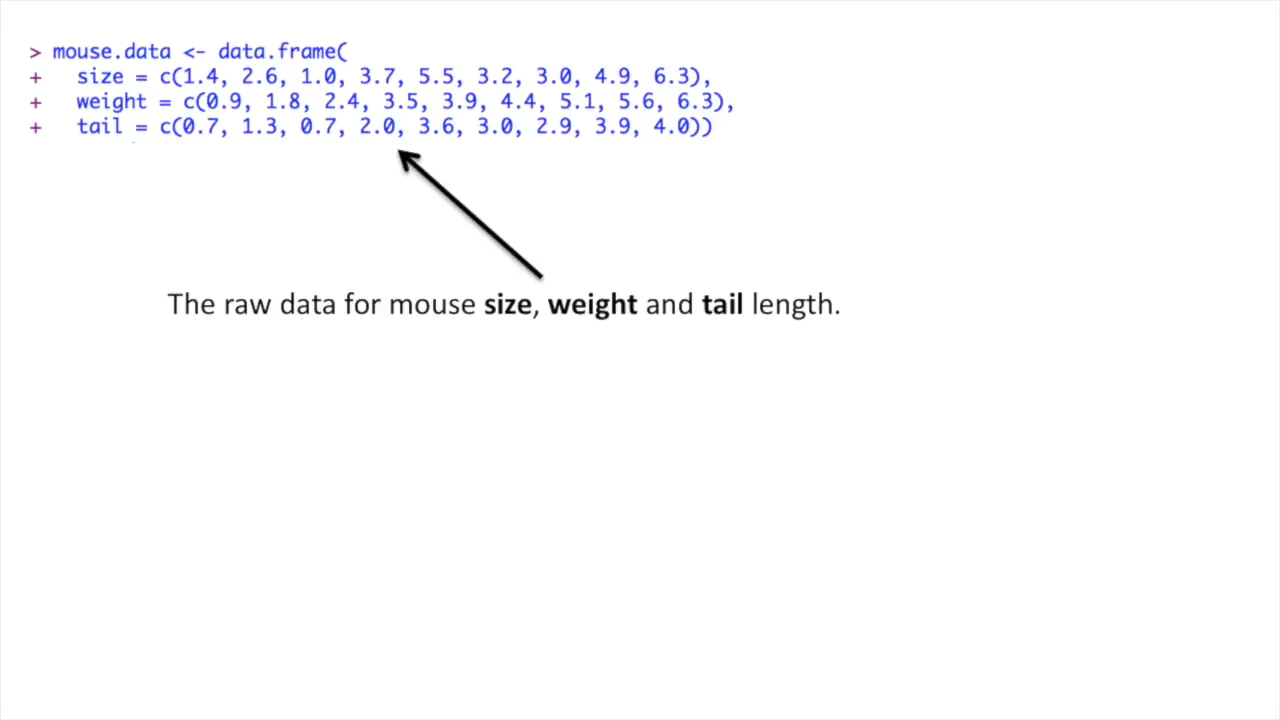 > mouse.data <- data.frame(
+   size = c(1.4, 2.6, 1.0, 3.7, 5.5, 3.2, 3.0, 4.9, 6.3),
+   weight = c(0.9, 1.8, 2.4, 3.5, 3.9, 4.4, 5.1, 5.6, 6.3),
+   tail = c(0.7, 1.3, 0.7, 2.0, 3.6, 3.0, 2.9, 3.9, 4.0))
The raw data for mouse size, weight and tail length.